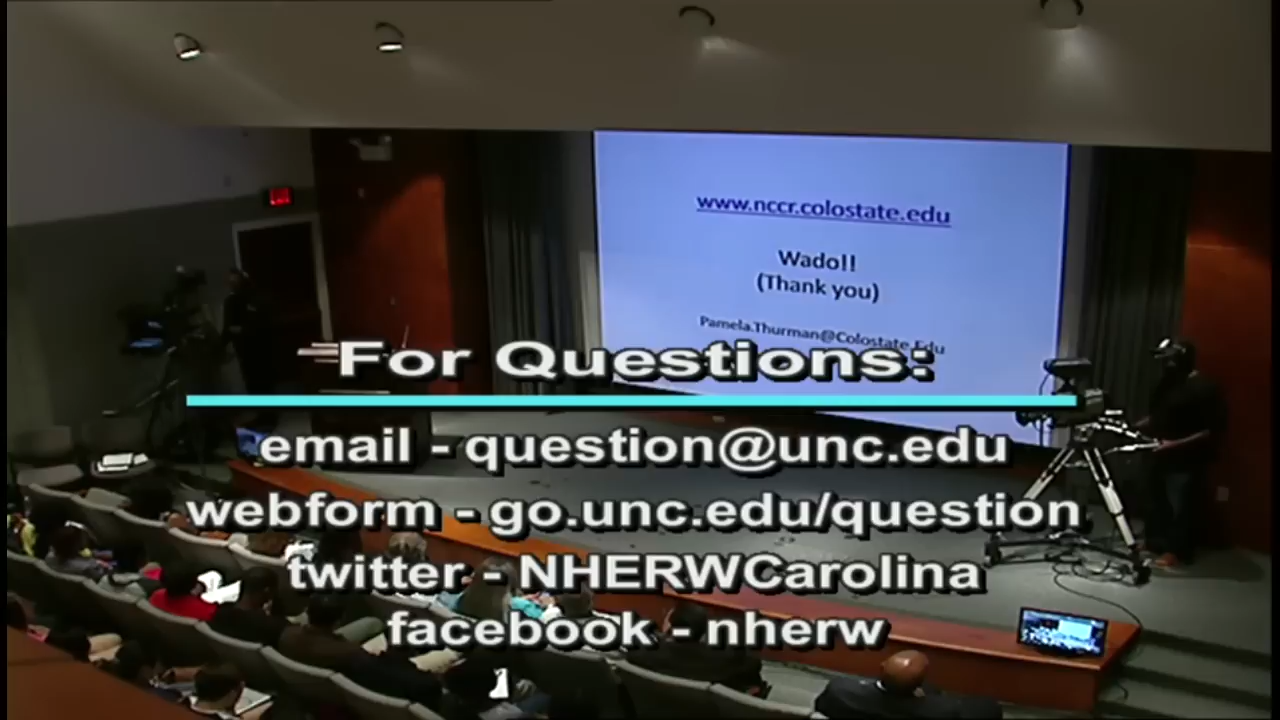 www.nccr.colostate.edu
Wado!!
(Thank you)
Pamela.Thurman@Colostate.Edu
For Questions:
email - question@unc.edu
webform - go.unc.edu/question
twitter - NHERWCarolina
facebook - nherw